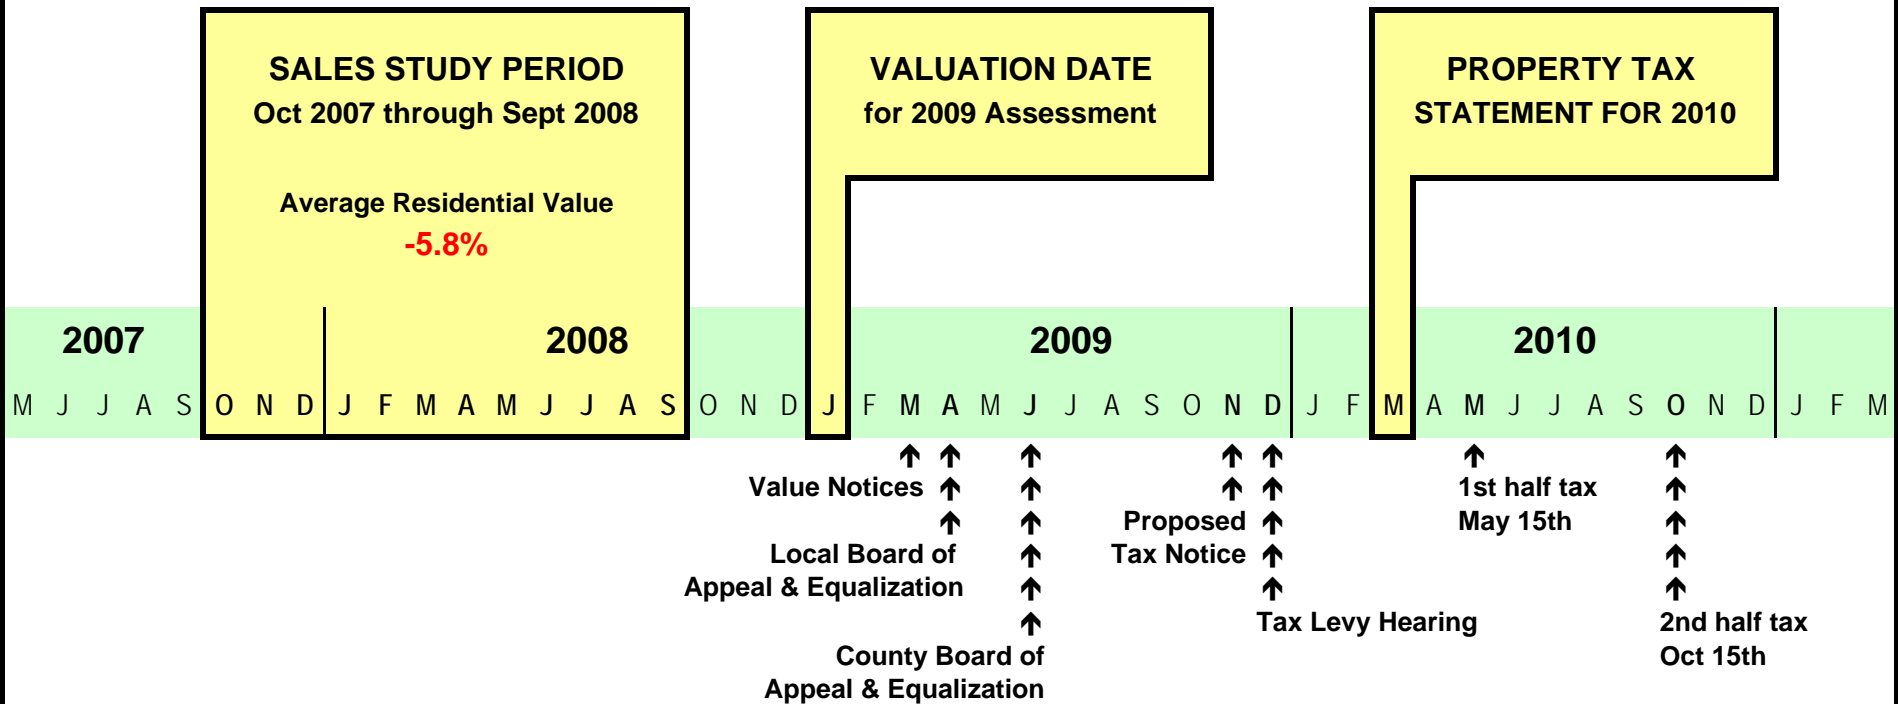 SALES STUDY PERIOD
Oct 2007 through Sept 2008
Average Residential Value
-5.8%
VALUATION DATE
for 2009 Assessment
PROPERTY TAX
STATEMENT FOR 2010
2007 2008 2009 2010
M J J A S O N D J F M A M J J A S O N D J F M A M J J A S O N D J F M A M J J A S O N D J F M
Value Notices
Local Board of
Appeal & Equalization
County Board of
Appeal & Equalization
Proposed
Tax Notice
Tax Levy Hearing
1st half tax
May 15th
2nd half tax
Oct 15th